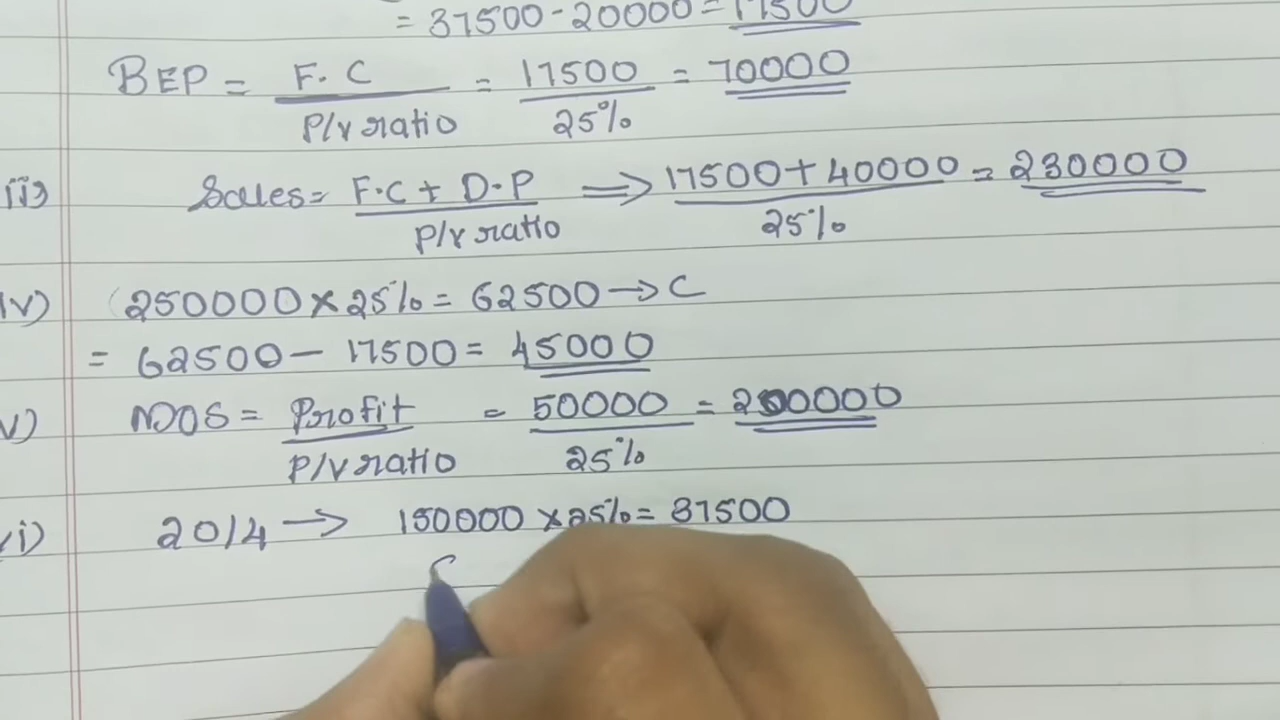 = 37500 - 20000 = 17500
BEP = F.C / P/V ratio = 17500 / 25% = 70000
iii) Sales = F.C + D.P / P/V ratio => 17500 + 40000 / 25% = 230000
iv) 250000 × 25% = 62500 → C
= 62500 - 17500 = 45000
v) MOS = Profit / P/V ratio = 50000 / 25% = 200000
vi) 2014 → 150000 × 25% = 37500